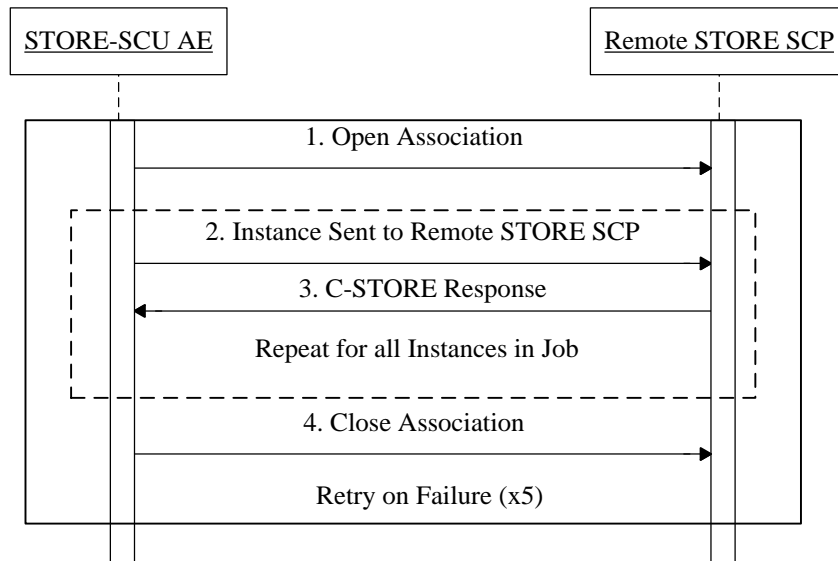 STORE-SCU AE
Remote STORE SCP
1. Open Association
2. Instance Sent to Remote STORE SCP
3. C-STORE Response
Repeat for all Instances in Job
4. Close Association
Retry on Failure (x5)